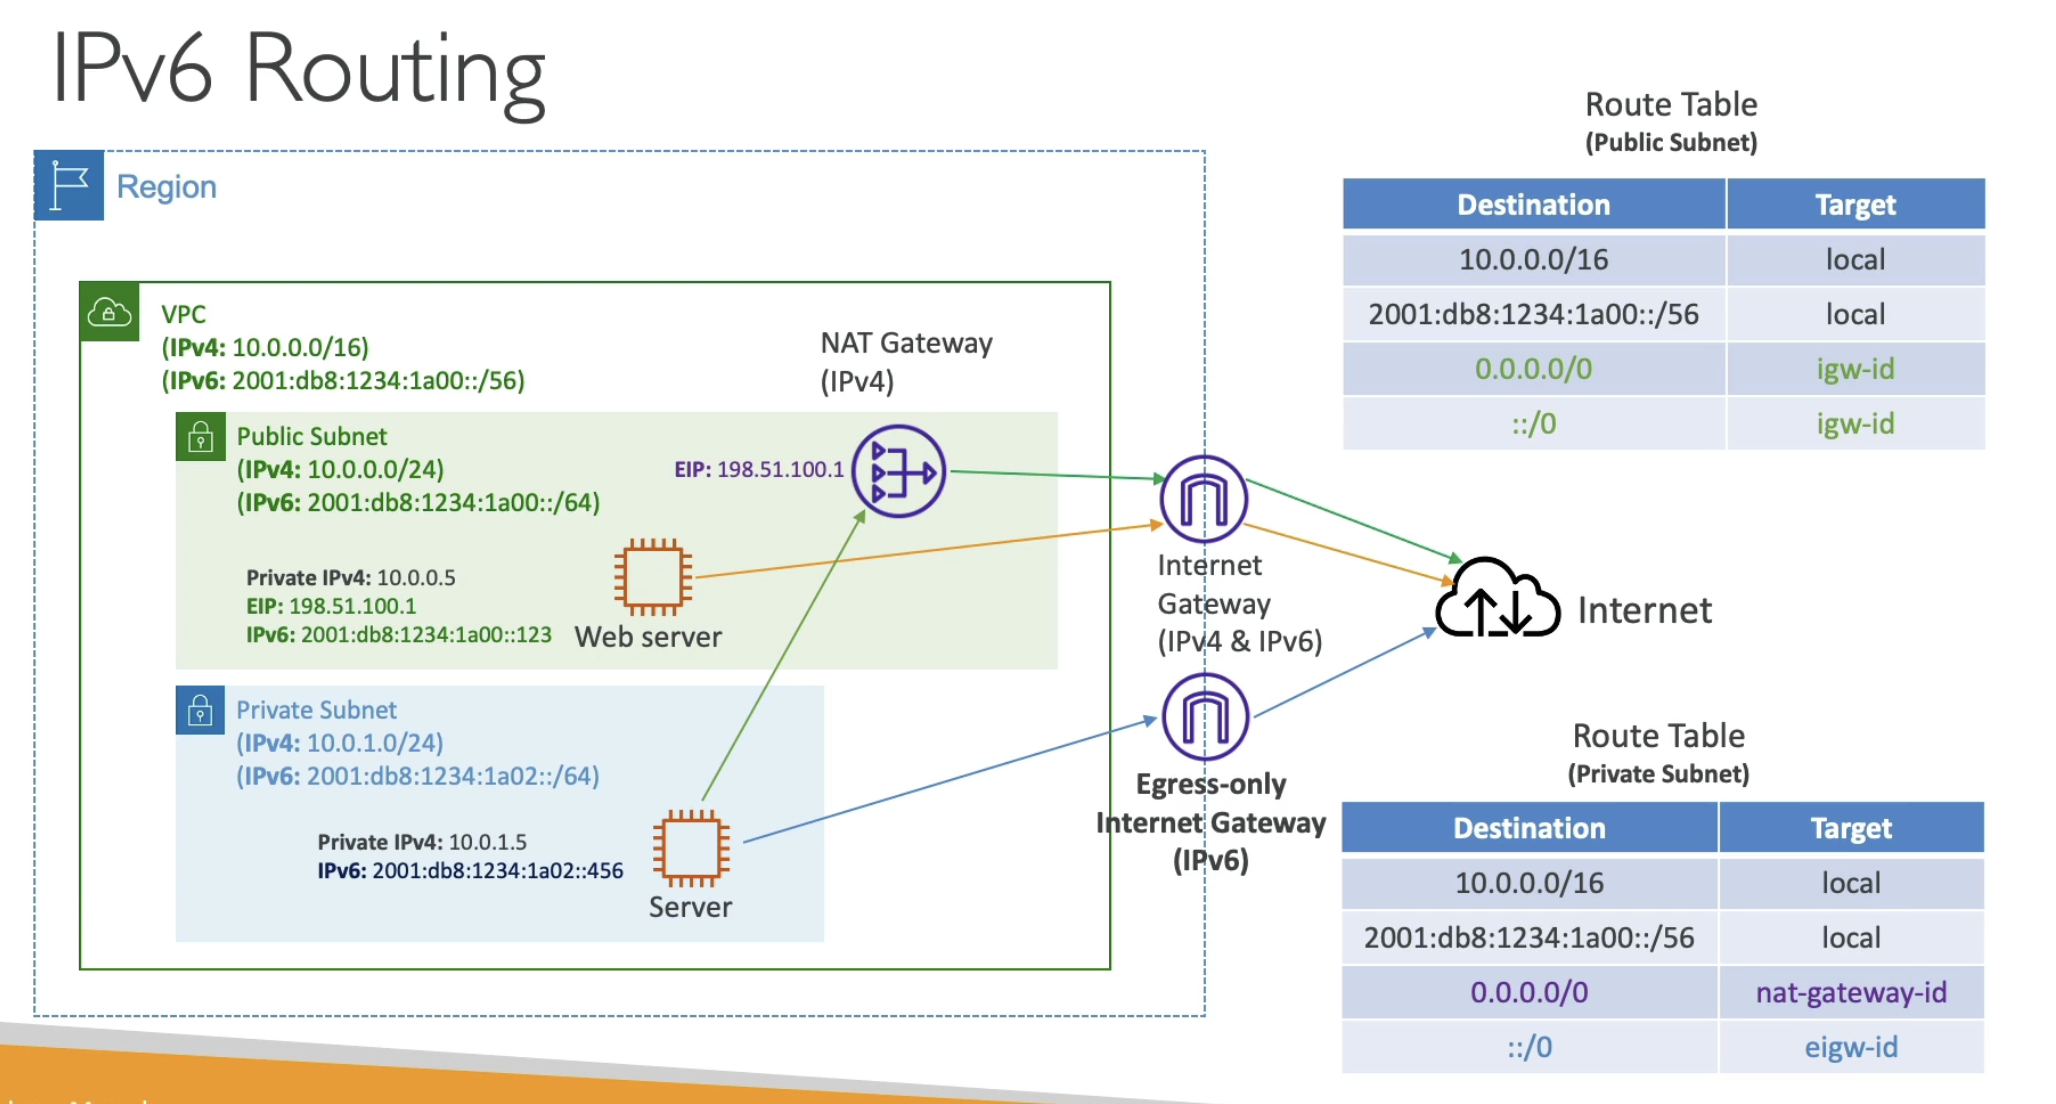 IPv6 Routing
Region
VPC
(IPv4: 10.0.0.0/16)
(IPv6: 2001:db8:1234:1a00::/56)
NAT Gateway
(IPv4)
Public Subnet
(IPv4: 10.0.0.0/24)
(IPv6: 2001:db8:1234:1a00::/64)
EIP: 198.51.100.1
Private IPv4: 10.0.0.5
EIP: 198.51.100.1
IPv6: 2001:db8:1234:1a00::123
Web server
Private Subnet
(IPv4: 10.0.1.0/24)
(IPv6: 2001:db8:1234:1a02::/64)
Private IPv4: 10.0.1.5
IPv6: 2001:db8:1234:1a02::456
Server
Internet
Gateway
(IPv4 & IPv6)
Egress-only
Internet Gateway
(IPv6)
Internet
Route Table
(Public Subnet)
Destination Target
10.0.0.0/16 local
2001:db8:1234:1a00::/56 local
0.0.0.0/0 igw-id
::/0 igw-id
Route Table
(Private Subnet)
Destination Target
10.0.0.0/16 local
2001:db8:1234:1a00::/56 local
0.0.0.0/0 nat-gateway-id
::/0 eigw-id